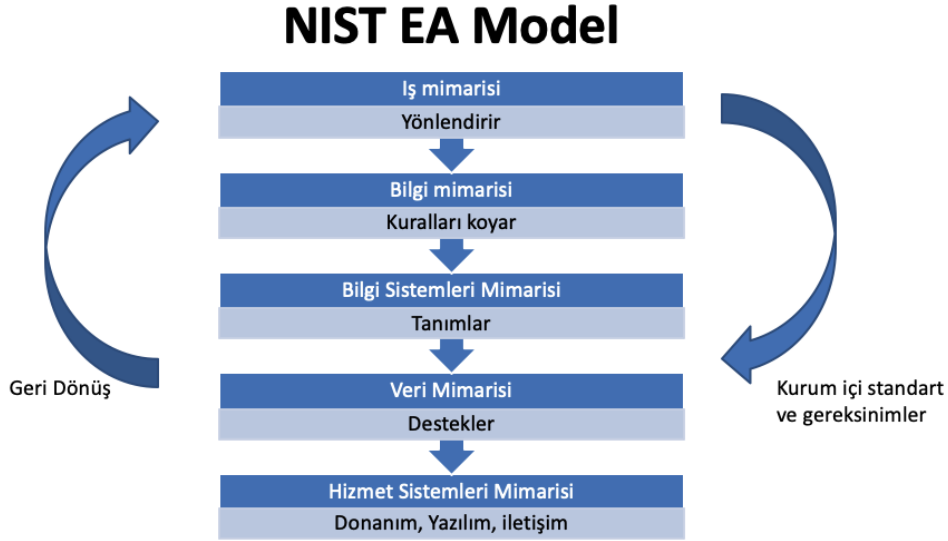 NIST EA Model
Iş mimarisi
Yönlendirir
Bilgi mimarisi
Kuralları koyar
Bilgi Sistemleri Mimarisi
Tanımlar
Veri Mimarisi
Destekler
Hizmet Sistemleri Mimarisi
Donanım, Yazılım, iletişim
Geri Dönüş
Kurum içi standart
ve gereksinimler